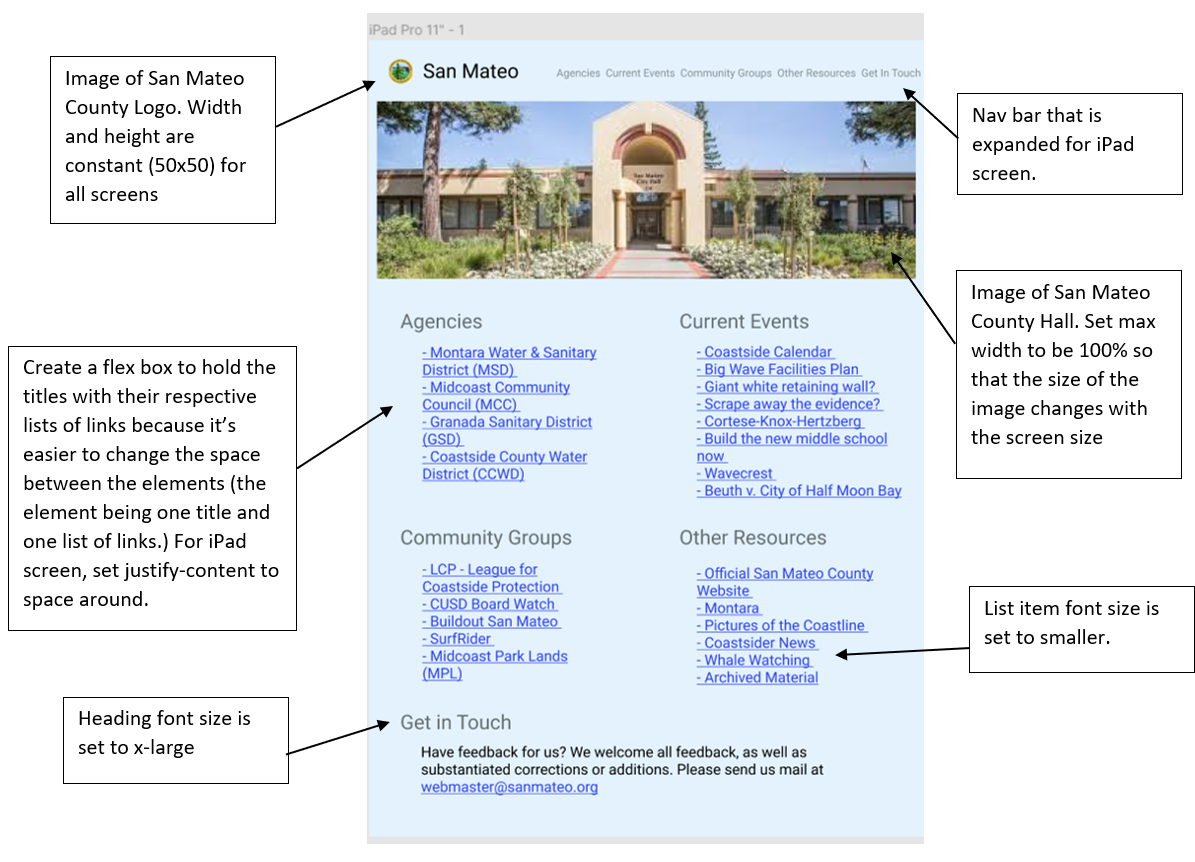 iPad Pro 11" - 1
Image of San Mateo
County Logo. Width
and height are
constant (50x50) for
all screens
San Mateo
Agencies Current Events Community Groups Other Resources Get In Touch
Nav bar that is
expanded for iPad
screen.
San Mateo
City Hall
Image of San Mateo
County Hall. Set max
width to be 100% so
that the size of the
image changes with
the screen size
Create a flex box to hold the
titles with their respective
lists of links because it’s
easier to change the space
between the elements (the
element being one title and
one list of links.) For iPad
screen, set justify-content to
space around.
Agencies
- Montara Water & Sanitary
District (MSD)
- Midcoast Community
Council (MCC)
- Granada Sanitary District
(GSD)
- Coastside County Water
District (CCWD)
Current Events
- Coastside Calendar
- Big Wave Facilities Plan
- Giant white retaining wall?
- Scrape away the evidence?
- Cortese-Knox-Hertzberg
- Build the new middle school
now
- Wavecrest
- Beuth v. City of Half Moon Bay
Community Groups
- LCP - League for
Coastside Protection
- CUSD Board Watch
- Buildout San Mateo
- SurfRider
- Midcoast Park Lands
(MPL)
Other Resources
- Official San Mateo County
Website
- Montara
- Pictures of the Coastline
- Coastsider News
- Whale Watching
- Archived Material
List item font size is
set to smaller.
Heading font size is
set to x-large
Get in Touch
Have feedback for us? We welcome all feedback, as well as
substantiated corrections or additions. Please send us mail at
webmaster@sanmateo.org